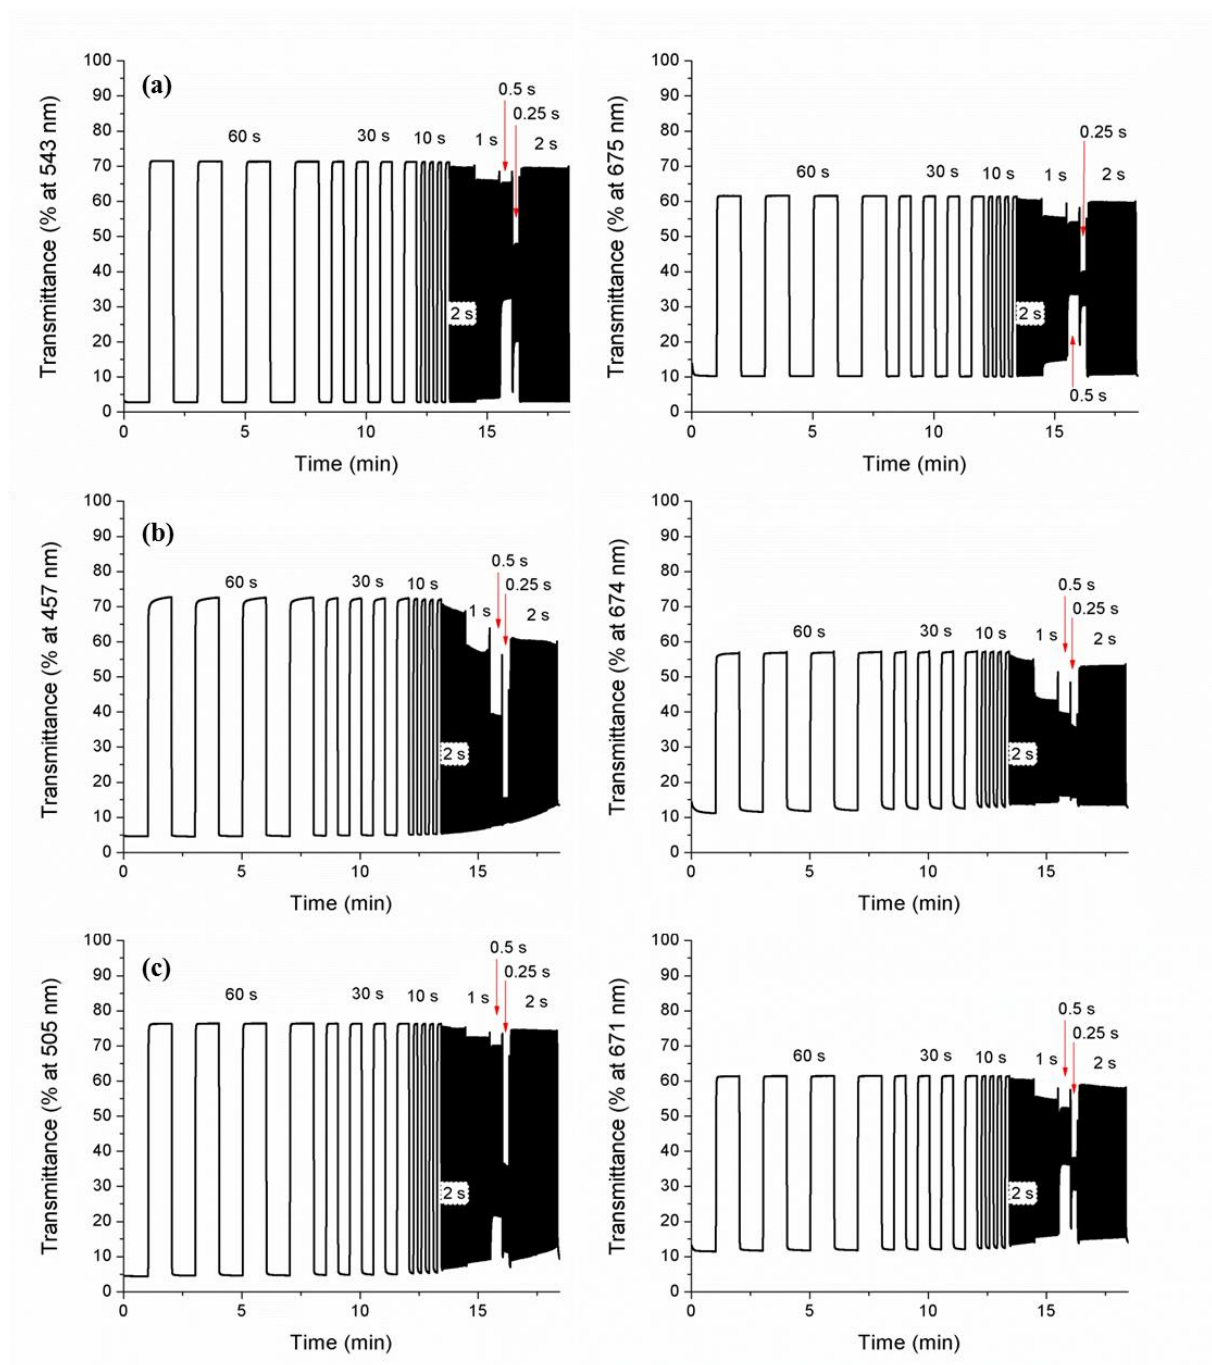 (a)
Transmittance (% at 543 nm)
100
90
80
70
60
50
40
30
20
10
0
60 s
30 s
10 s
2 s
1 s
0.5 s
0.25 s
2 s
0
5
10
15
Time (min)
Transmittance (% at 675 nm)
100
90
80
70
60
50
40
30
20
10
0
60 s
30 s
10 s
2 s
1 s
0.5 s
0.25 s
2 s
0
5
10
15
Time (min)
(b)
Transmittance (% at 457 nm)
100
90
80
70
60
50
40
30
20
10
0
60 s
30 s
10 s
2 s
1 s
0.5 s
0.25 s
2 s
0
5
10
15
Time (min)
Transmittance (% at 674 nm)
100
90
80
70
60
50
40
30
20
10
0
60 s
30 s
10 s
2 s
1 s
0.5 s
0.25 s
2 s
0
5
10
15
Time (min)
(c)
Transmittance (% at 505 nm)
100
90
80
70
60
50
40
30
20
10
0
60 s
30 s
10 s
2 s
1 s
0.5 s
0.25 s
2 s
0
5
10
15
Time (min)
Transmittance (% at 671 nm)
100
90
80
70
60
50
40
30
20
10
0
60 s
30 s
10 s
2 s
1 s
0.5 s
0.25 s
2 s
0
5
10
15
Time (min)